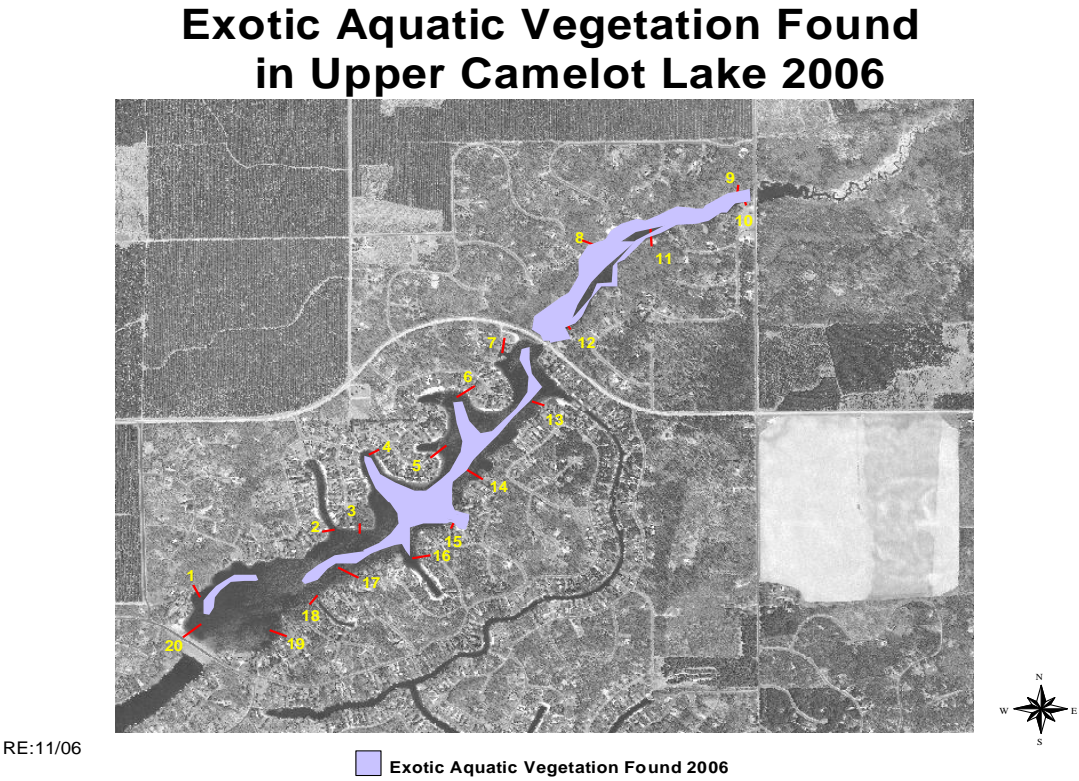 Exotic Aquatic Vegetation Found
in Upper Camelot Lake 2006
9
10
8
11
12
7
6
13
4
5
14
3
2
15
16
1
17
18
20
19
N
W E
S
RE:11/06
Exotic Aquatic Vegetation Found 2006